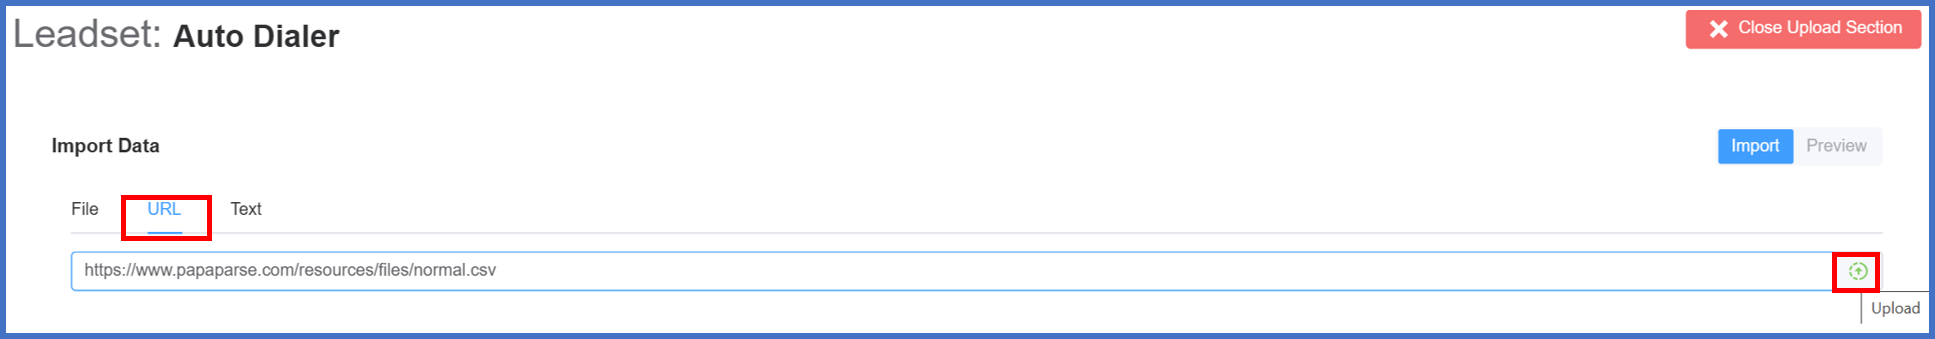 Leadset: Auto Dialer
Close Upload Section
Import Data
Import Preview
File URL Text
https://www.papaparse.com/resources/files/normal.csv
Upload